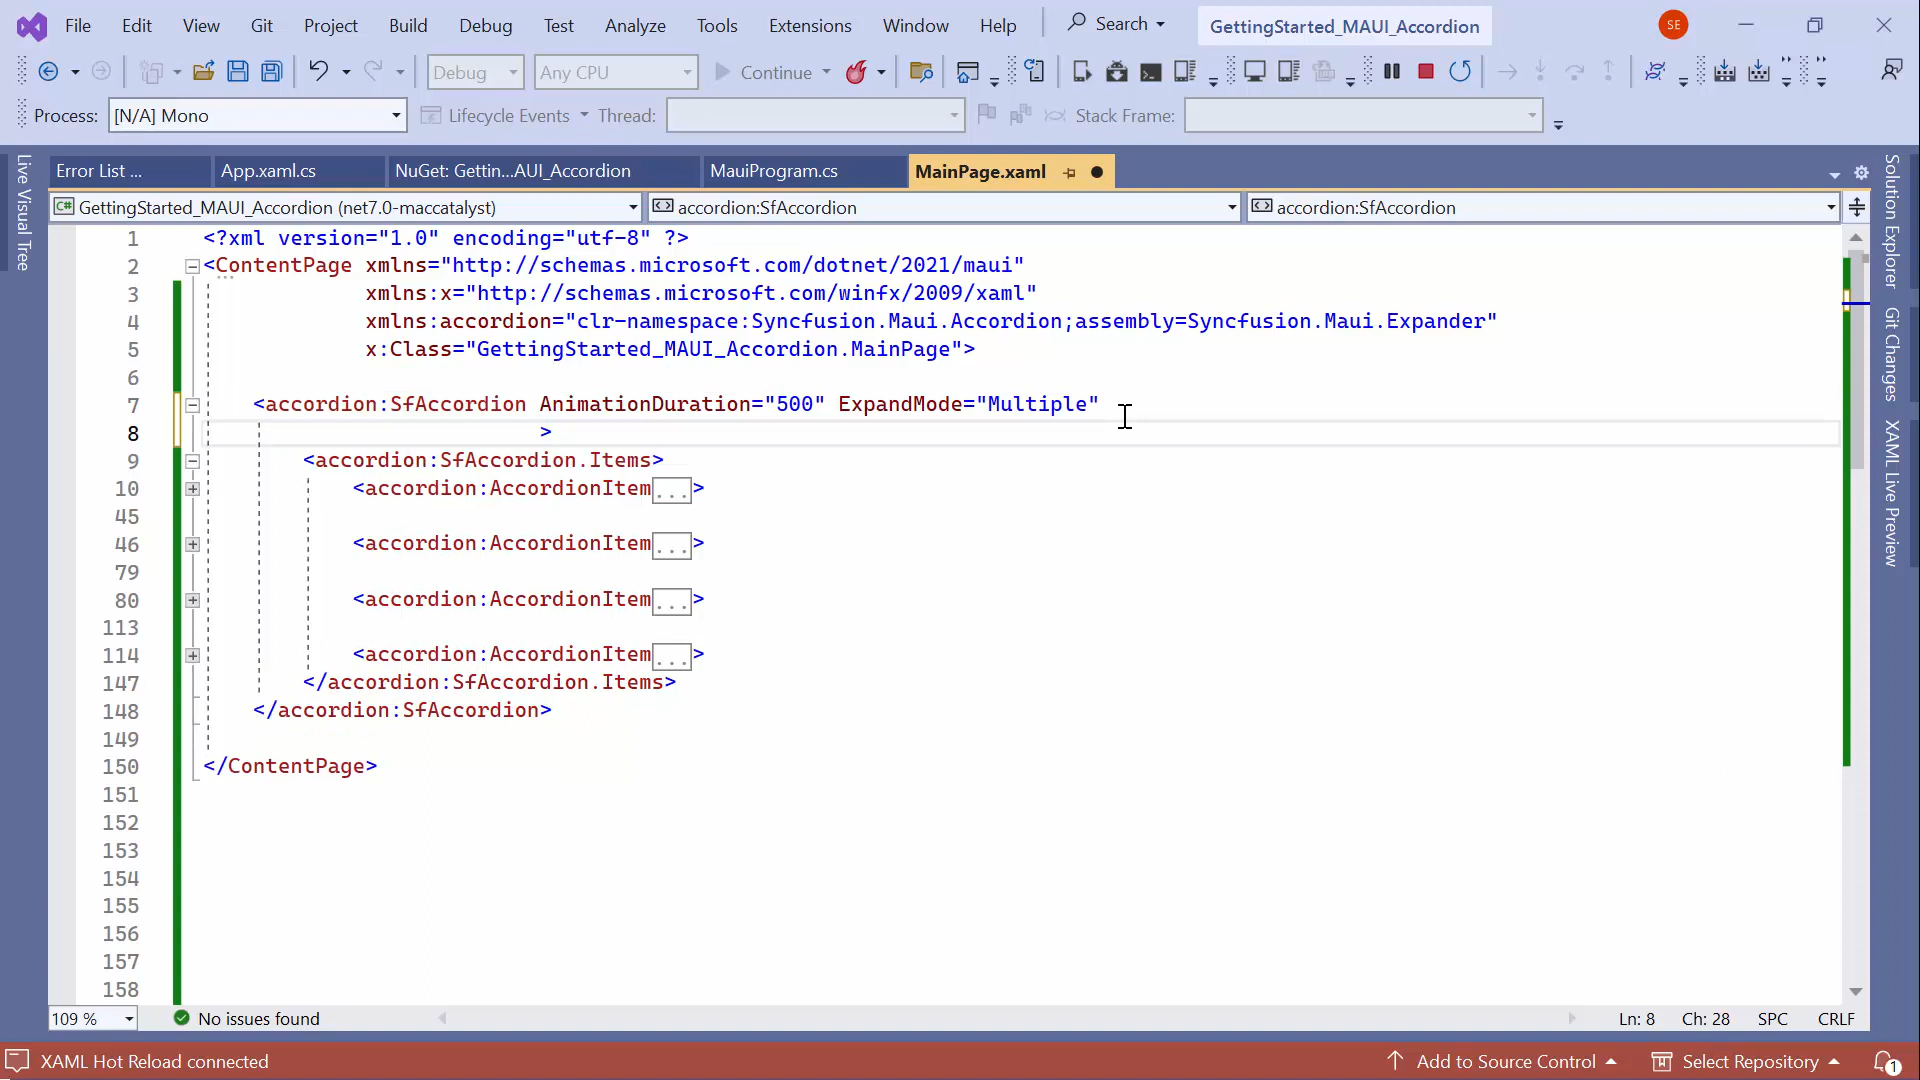 File Edit View Git Project Build Debug Test Analyze Tools Extensions Window Help Search GettingStarted_MAUI_Accordion SE
Debug Any CPU Continue
Process: [N/A] Mono Lifecycle Events Thread: Stack Frame:
Error List ... App.xaml.cs NuGet: Gettin...AUI_Accordion MauiProgram.cs MainPage.xaml
GettingStarted_MAUI_Accordion (net7.0-maccatalyst) accordion:SfAccordion accordion:SfAccordion
Live Visual Tree
1 <?xml version="1.0" encoding="utf-8" ?>
2 <ContentPage xmlns="http://schemas.microsoft.com/dotnet/2021/maui"
3 xmlns:x="http://schemas.microsoft.com/winfx/2009/xaml"
4 xmlns:accordion="clr-namespace:Syncfusion.Maui.Accordion;assembly=Syncfusion.Maui.Expander"
5 x:Class="GettingStarted_MAUI_Accordion.MainPage">
6
7 <accordion:SfAccordion AnimationDuration="500" ExpandMode="Multiple"
8 >
9 <accordion:SfAccordion.Items>
10 <accordion:AccordionItem...>
45
46 <accordion:AccordionItem...>
79
80 <accordion:AccordionItem...>
113
114 <accordion:AccordionItem...>
147 </accordion:SfAccordion.Items>
148 </accordion:SfAccordion>
149
150 </ContentPage>
151
152
153
154
155
156
157
158
Solution Explorer
Git Changes
XAML Live Preview
109 % No issues found Ln: 8 Ch: 28 SPC CRLF
XAML Hot Reload connected Add to Source Control Select Repository 1